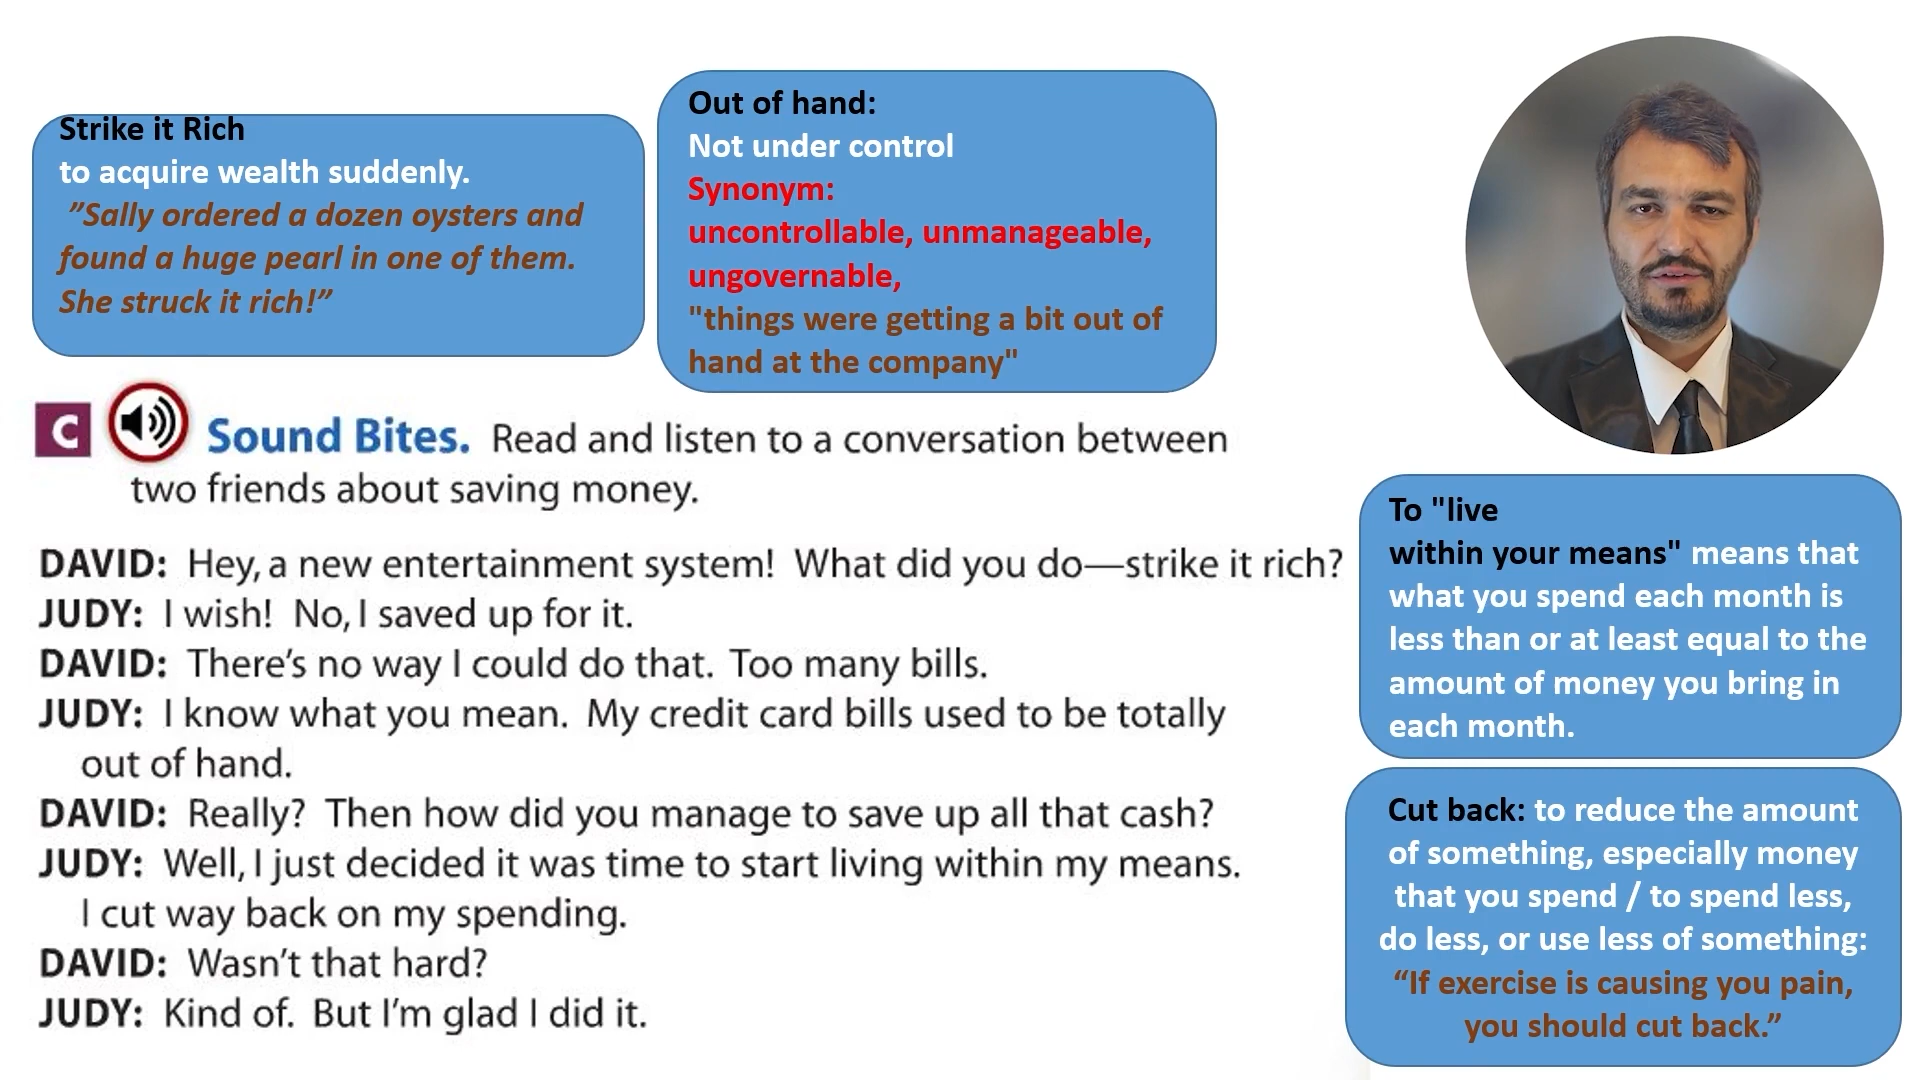 Strike it Rich
to acquire wealth suddenly.
”Sally ordered a dozen oysters and
found a huge pearl in one of them.
She struck it rich!”
Out of hand:
Not under control
Synonym:
uncontrollable, unmanageable,
ungovernable,
"things were getting a bit out of
hand at the company"
C Sound Bites. Read and listen to a conversation between
two friends about saving money.
DAVID: Hey, a new entertainment system! What did you do—strike it rich?
JUDY: I wish! No, I saved up for it.
DAVID: There's no way I could do that. Too many bills.
JUDY: I know what you mean. My credit card bills used to be totally
out of hand.
DAVID: Really? Then how did you manage to save up all that cash?
JUDY: Well, I just decided it was time to start living within my means.
I cut way back on my spending.
DAVID: Wasn't that hard?
JUDY: Kind of. But I'm glad I did it.
To "live
within your means" means that
what you spend each month is
less than or at least equal to the
amount of money you bring in
each month.
Cut back: to reduce the amount
of something, especially money
that you spend / to spend less,
do less, or use less of something:
“If exercise is causing you pain,
you should cut back.”